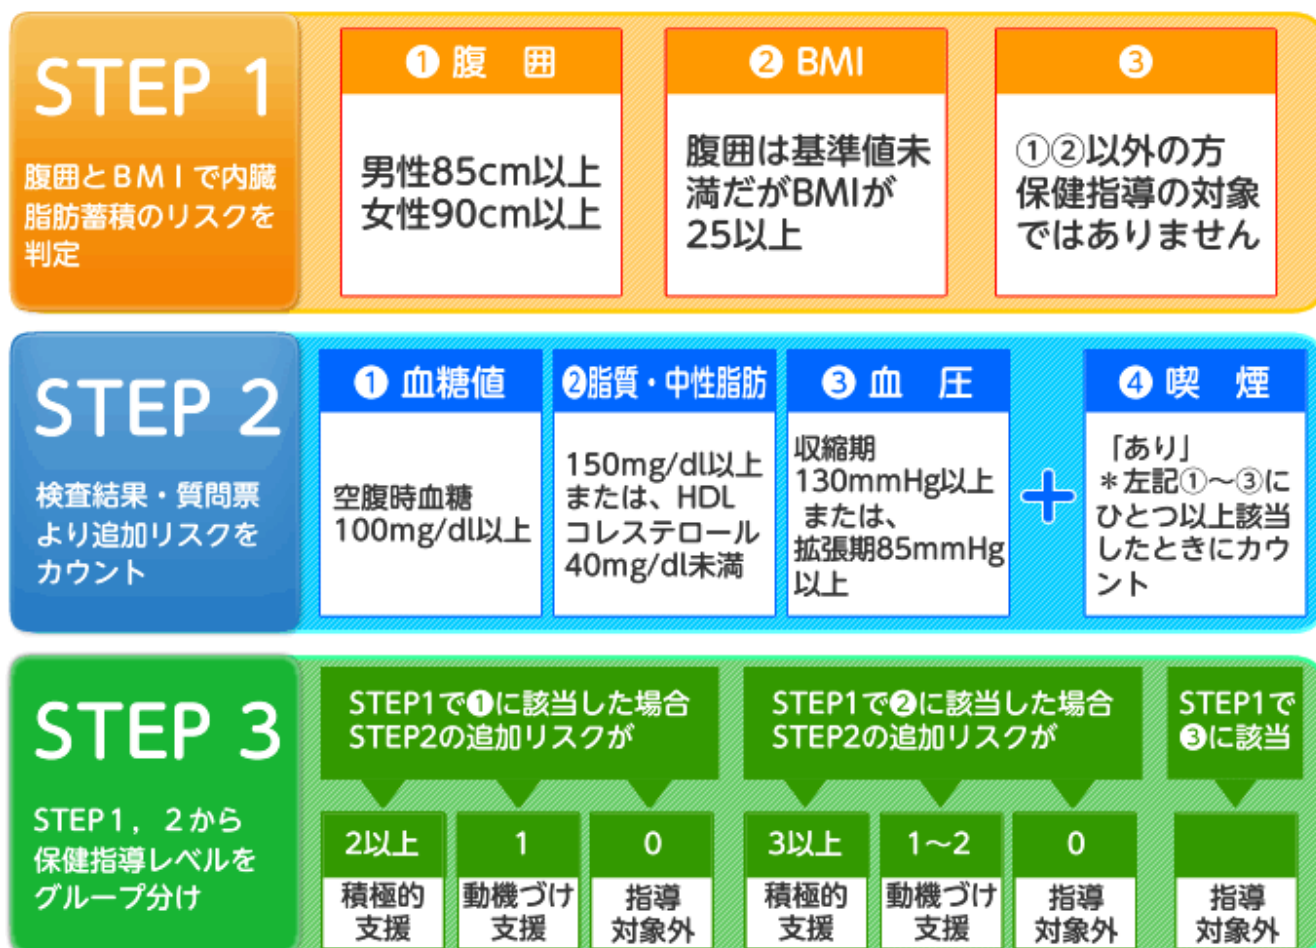 STEP 1
腹囲とＢＭＩで内臓
脂肪蓄積のリスクを
判定
❶ 腹　囲
男性85cm以上
女性90cm以上
❷ BMI
腹囲は基準値未
満だがBMIが
25以上
❸
①②以外の方
保健指導の対象
ではありません
STEP 2
検査結果・質問票
より追加リスクを
カウント
❶ 血糖値
空腹時血糖
100mg/dl以上
❷脂質・中性脂肪
150mg/dl以上
または、HDL
コレステロール
40mg/dl未満
❸ 血　圧
収縮期
130mmHg以上
または、
拡張期85mmHg
以上
+
❹ 喫　煙
「あり」
＊左記①～③に
ひとつ以上該当
したときにカウ
ント
STEP 3
STEP１，２から
保健指導レベルを
グループ分け
STEP1で❶に該当した場合
STEP2の追加リスクが
2以上
積極的
支援
1
動機づけ
支援
0
指導
対象外
STEP1で❷に該当した場合
STEP2の追加リスクが
3以上
積極的
支援
1～2
動機づけ
支援
0
指導
対象外
STEP1で
❸に該当
指導
対象外